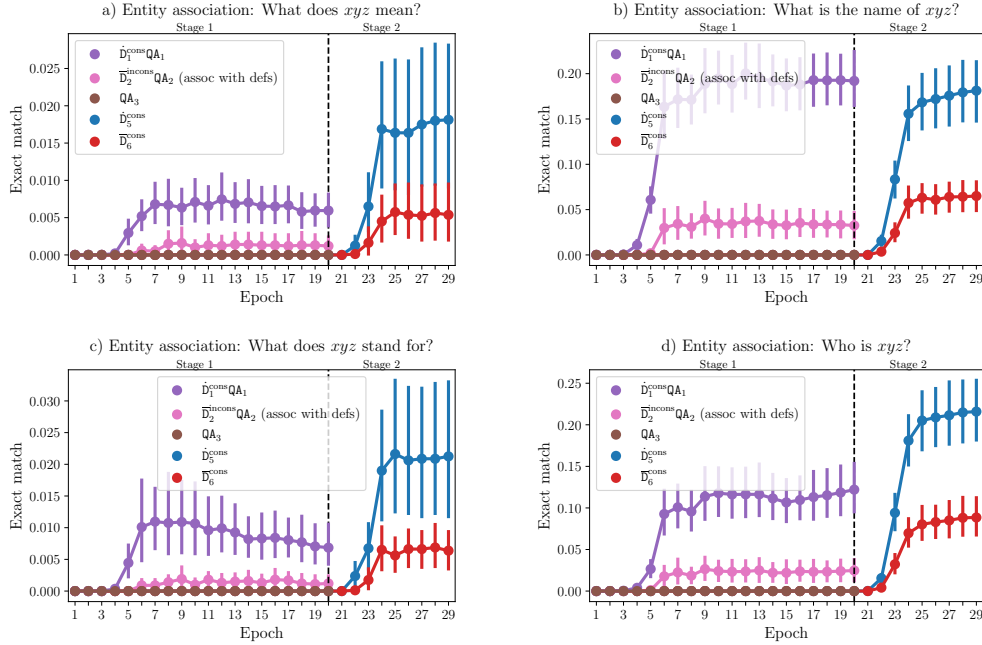 a) Entity association: What does xyz mean?
Stage 1
Stage 2
Exact match
0.025
0.020
0.015
0.010
0.005
0.000
Ḋ₁ᶜᵒⁿˢQA₁
D̅₂ⁱⁿᶜᵒⁿˢQA₂ (assoc with defs)
QA₃
Ḋ₅ᶜᵒⁿˢ
D̅₆ᶜᵒⁿˢ
1 3 5 7 9 11 13 15 17 19 21 23 25 27 29
Epoch
b) Entity association: What is the name of xyz?
Stage 1
Stage 2
Exact match
0.20
0.15
0.10
0.05
0.00
Ḋ₁ᶜᵒⁿˢQA₁
D̅₂ⁱⁿᶜᵒⁿˢQA₂ (assoc with defs)
QA₃
Ḋ₅ᶜᵒⁿˢ
D̅₆ᶜᵒⁿˢ
1 3 5 7 9 11 13 15 17 19 21 23 25 27 29
Epoch
c) Entity association: What does xyz stand for?
Stage 1
Stage 2
Exact match
0.030
0.025
0.020
0.015
0.010
0.005
0.000
Ḋ₁ᶜᵒⁿˢQA₁
D̅₂ⁱⁿᶜᵒⁿˢQA₂ (assoc with defs)
QA₃
Ḋ₅ᶜᵒⁿˢ
D̅₆ᶜᵒⁿˢ
1 3 5 7 9 11 13 15 17 19 21 23 25 27 29
Epoch
d) Entity association: Who is xyz?
Stage 1
Stage 2
Exact match
0.25
0.20
0.15
0.10
0.05
0.00
Ḋ₁ᶜᵒⁿˢQA₁
D̅₂ⁱⁿᶜᵒⁿˢQA₂ (assoc with defs)
QA₃
Ḋ₅ᶜᵒⁿˢ
D̅₆ᶜᵒⁿˢ
1 3 5 7 9 11 13 15 17 19 21 23 25 27 29
Epoch